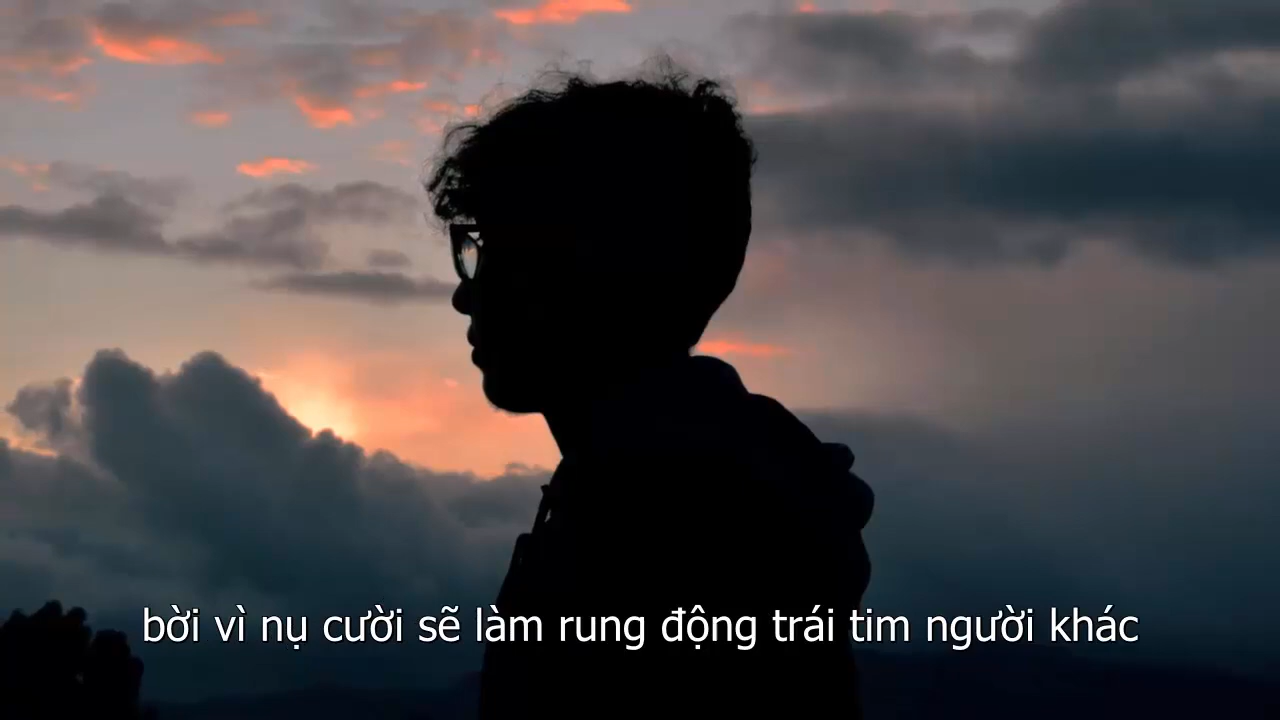 bời vì nụ cười sẽ làm rung động trái tim người khác